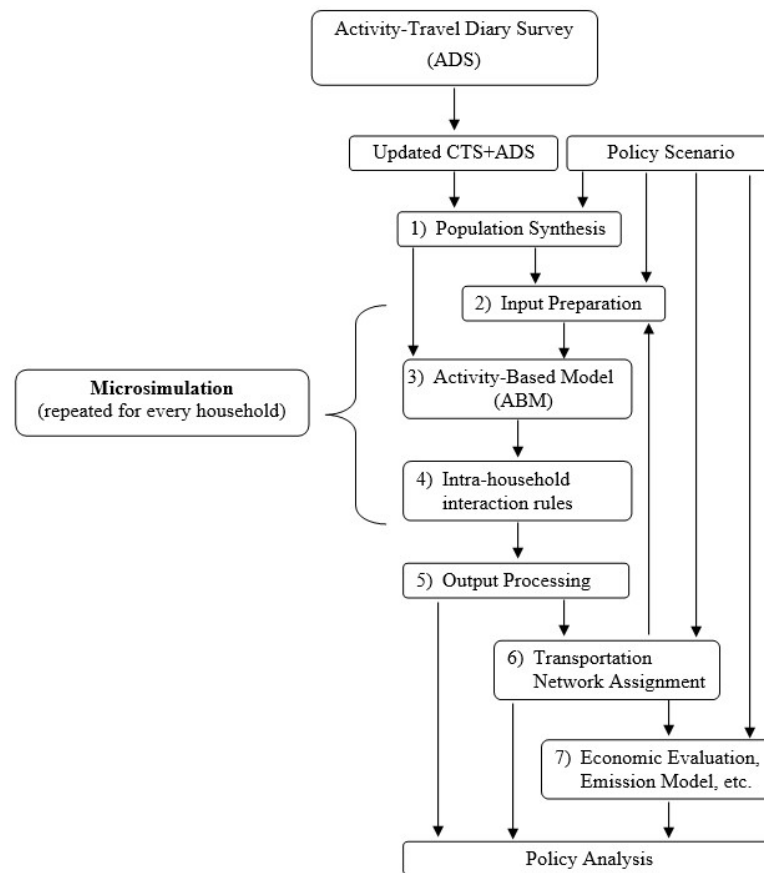 Activity-Travel Diary Survey
(ADS)
Updated CTS+ADS
Policy Scenario
1) Population Synthesis
2) Input Preparation
Microsimulation
(repeated for every household)
3) Activity-Based Model
(ABM)
4) Intra-household
interaction rules
5) Output Processing
6) Transportation
Network Assignment
7) Economic Evaluation,
Emission Model, etc.
Policy Analysis